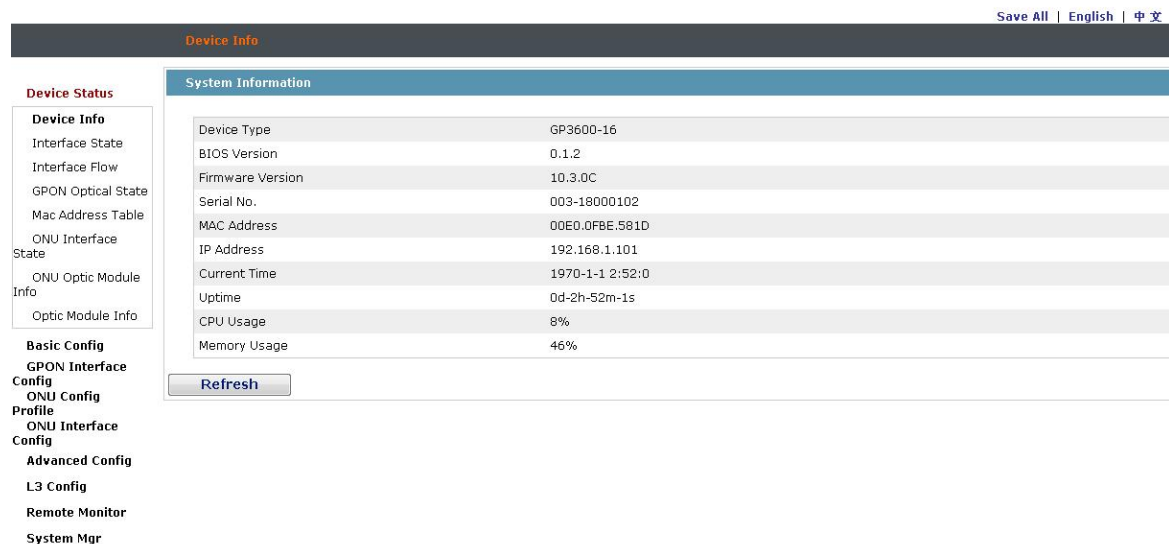 Save All | English | 中 文
Device Info
Device Status
Device Info
Interface State
Interface Flow
GPON Optical State
Mac Address Table
ONU Interface
State
ONU Optic Module
Info
Optic Module Info
Basic Config
GPON Interface
Config
ONU Config
Profile
ONU Interface
Config
Advanced Config
L3 Config
Remote Monitor
System Mgr
System Information
Device Type GP3600-16
BIOS Version 0.1.2
Firmware Version 10.3.0C
Serial No. 003-18000102
MAC Address 00E0.0FBE.581D
IP Address 192.168.1.101
Current Time 1970-1-1 2:52:0
Uptime 0d-2h-52m-1s
CPU Usage 8%
Memory Usage 46%
Refresh